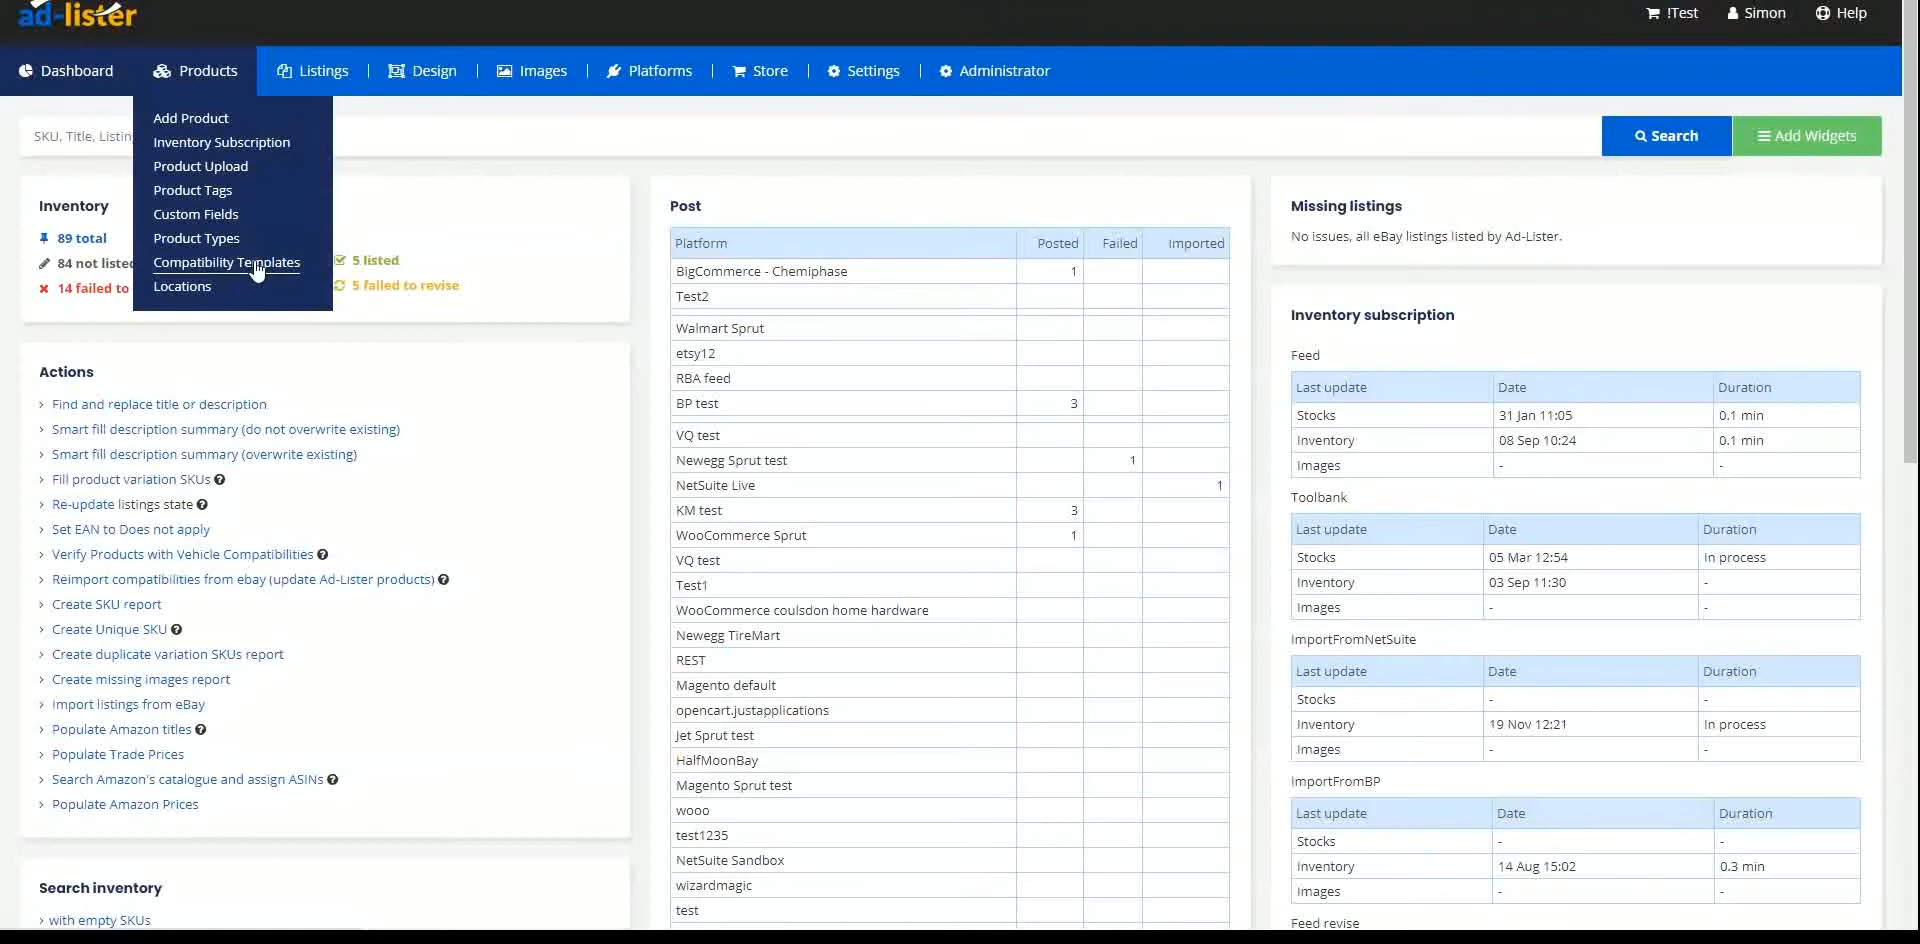 ad-lister
!Test Simon Help
Dashboard Products Listings Design Images Platforms Store Settings Administrator
Add Product
Inventory Subscription
Product Upload
Product Tags
Custom Fields
Product Types
Compatibility Templates
Locations
SKU, Title, Listin
Search
Add Widgets
Inventory
89 total
84 not listed
14 failed to
5 listed
5 failed to revise
Actions
Find and replace title or description
Smart fill description summary (do not overwrite existing)
Smart fill description summary (overwrite existing)
Fill product variation SKUs
Re-update listings state
Set EAN to Does not apply
Verify Products with Vehicle Compatibilities
Reimport compatibilities from ebay (update Ad-Lister products)
Create SKU report
Create Unique SKU
Create duplicate variation SKUs report
Create missing images report
Import listings from eBay
Populate Amazon titles
Populate Trade Prices
Search Amazon's catalogue and assign ASINs
Populate Amazon Prices
Search inventory
with empty SKUs
Post
Platform Posted Failed Imported
BigCommerce - Chemiphase 1
Test2
Walmart Sprut
etsy12
RBA feed
BP test 3
VQ test
Newegg Sprut test 1
NetSuite Live 1
KM test 3
WooCommerce Sprut 1
VQ test
Test1
WooCommerce coulsdon home hardware
Newegg TireMart
REST
Magento default
opencart.justapplications
Jet Sprut test
HalfMoonBay
Magento Sprut test
wooo
test1235
NetSuite Sandbox
wizardmagic
test
Missing listings
No issues, all eBay listings listed by Ad-Lister.
Inventory subscription
Feed
Last update Date Duration
Stocks 31 Jan 11:05 0.1 min
Inventory 08 Sep 10:24 0.1 min
Images - -
Toolbank
Last update Date Duration
Stocks 05 Mar 12:54 In process
Inventory 03 Sep 11:30 -
Images - -
ImportFromNetSuite
Last update Date Duration
Stocks - -
Inventory 19 Nov 12:21 In process
Images - -
ImportFromBP
Last update Date Duration
Stocks - -
Inventory 14 Aug 15:02 0.3 min
Images - -
Feed revise